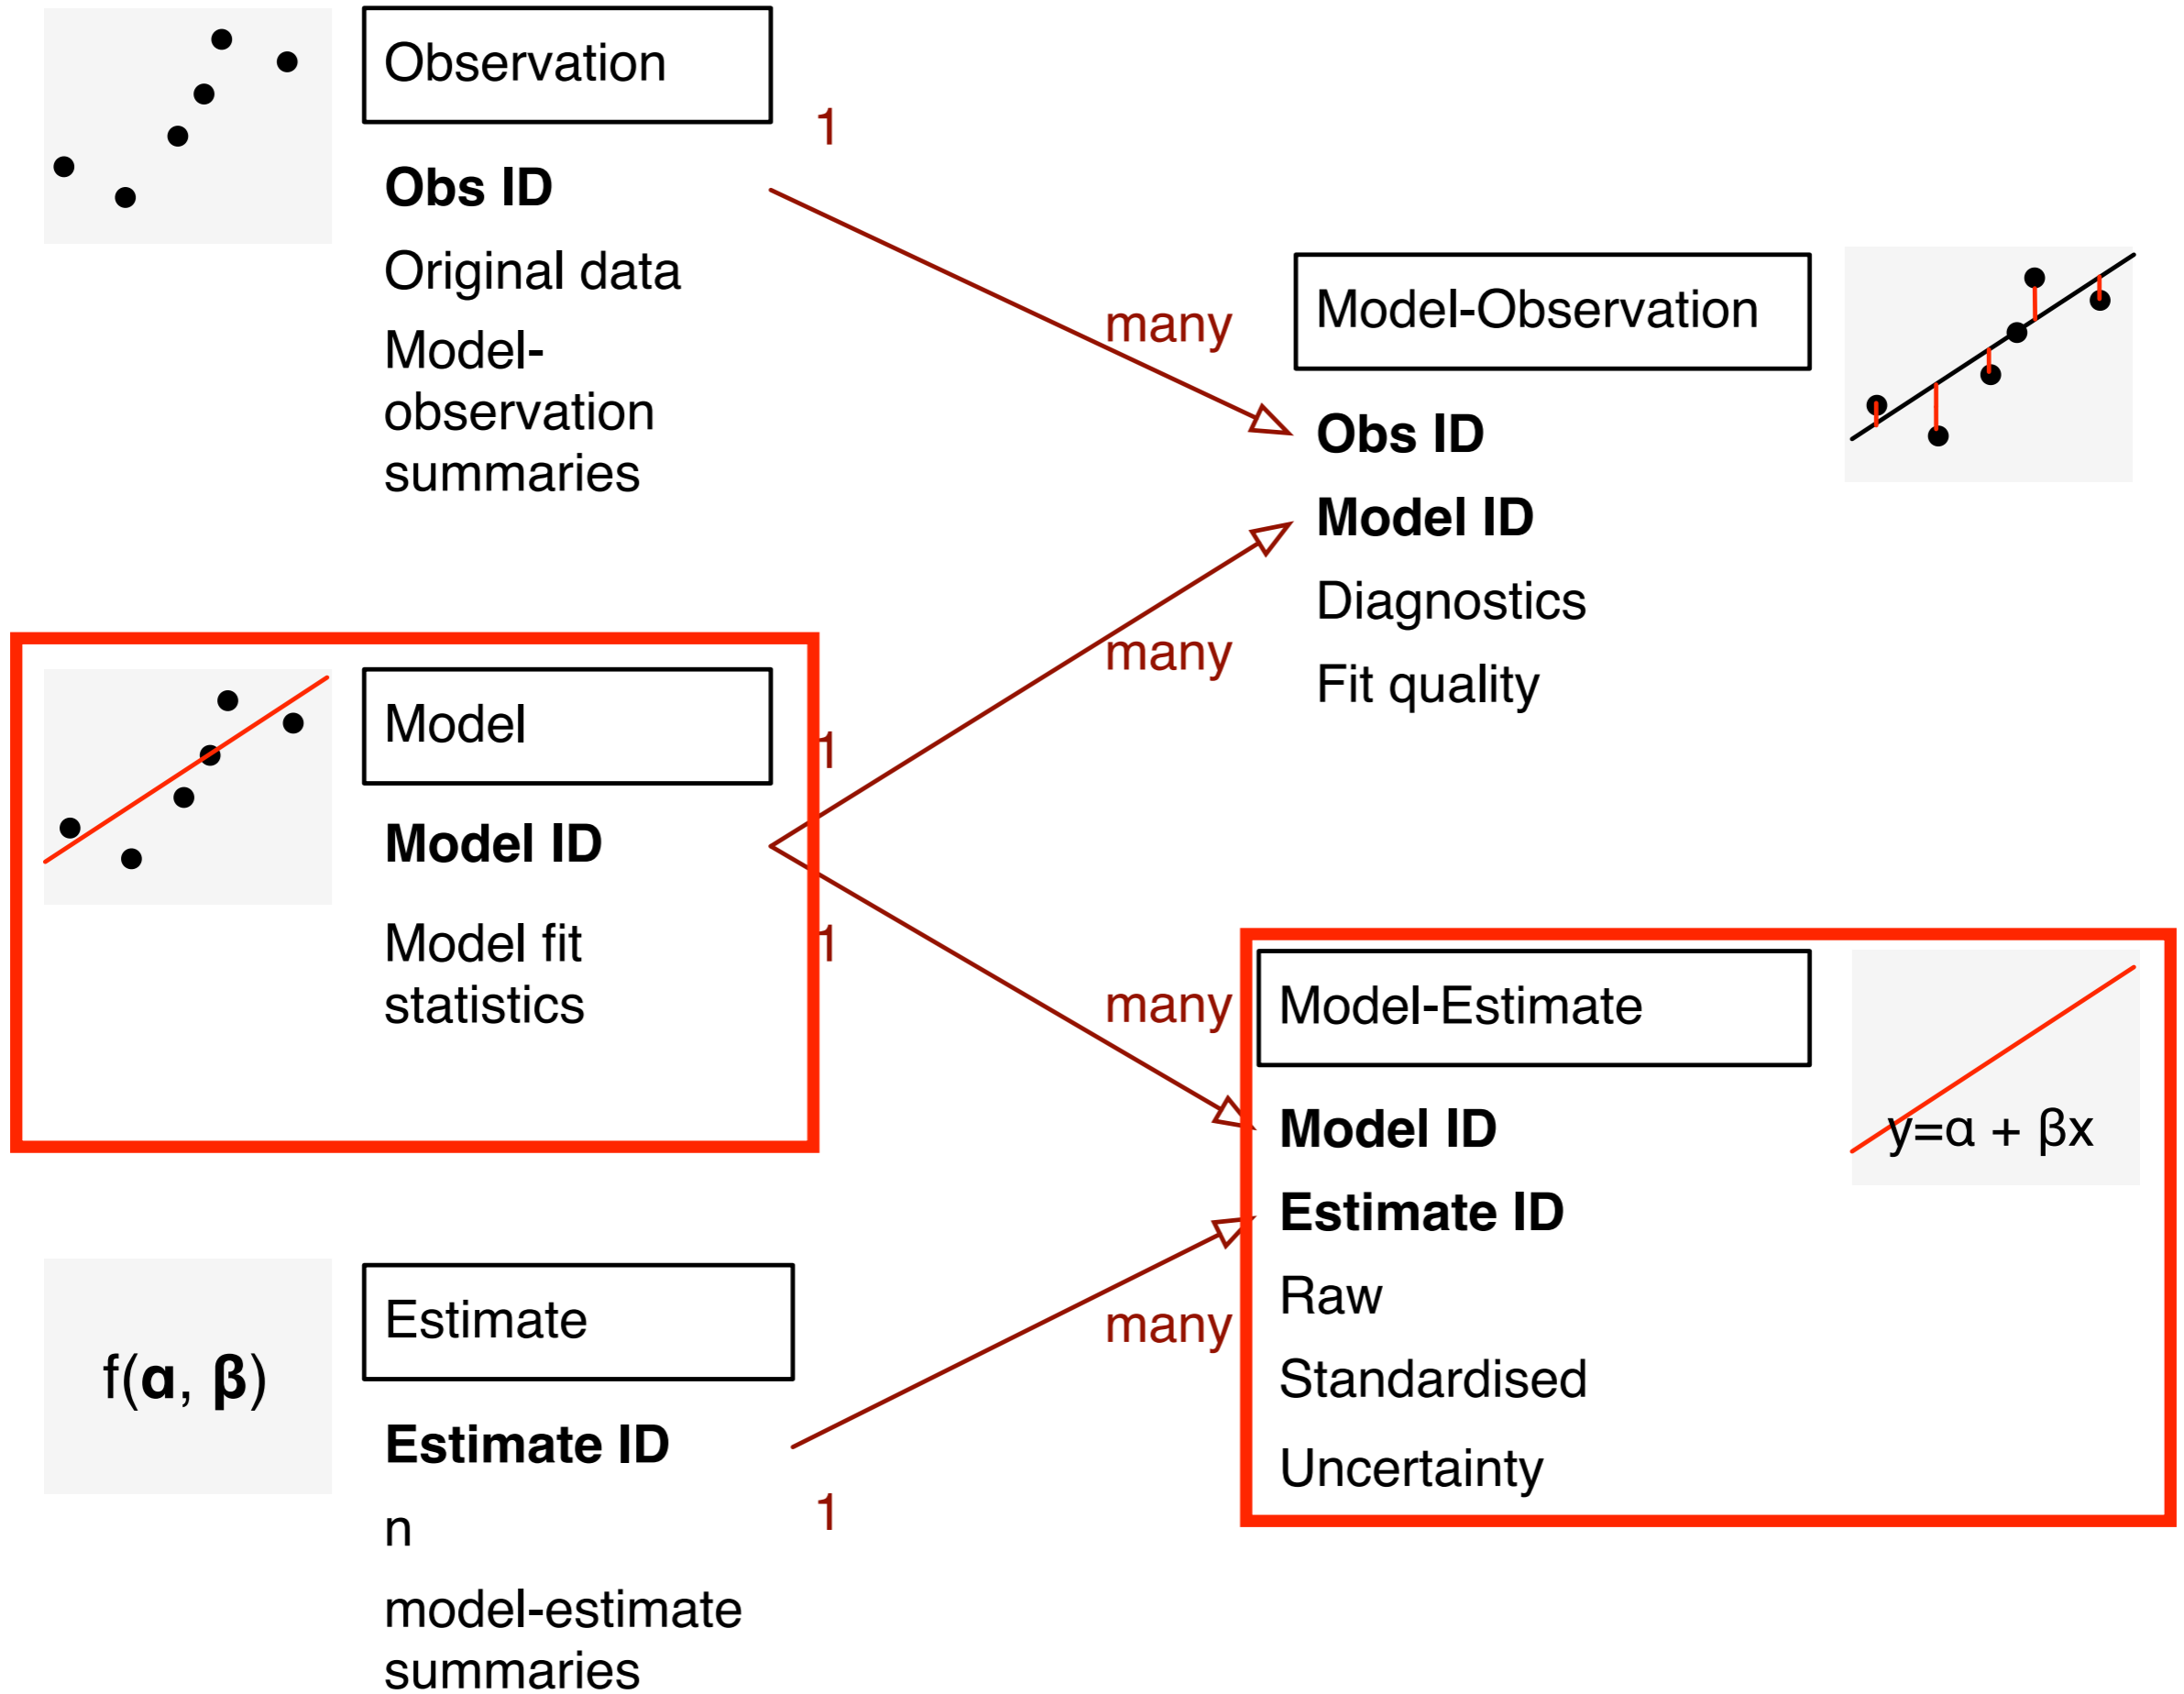 Observation
1
Obs ID
Original data
Model-
observation
summaries
many
Model-Observation
Obs ID
Model ID
Diagnostics
Fit quality
many
Model
1
Model ID
Model fit
statistics
1
many
Model-Estimate
Model ID
Estimate ID
Raw
Standardised
Uncertainty
y=α + βx
many
f(α, β)
Estimate
Estimate ID
1
n
model-estimate
summaries